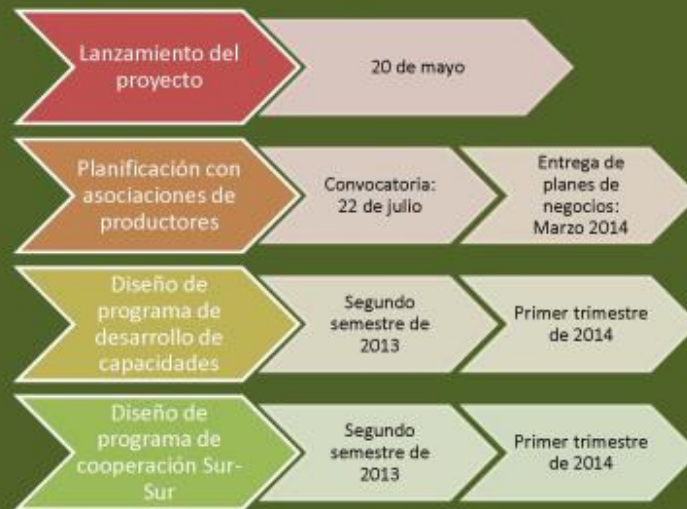 Lanzamiento del
proyecto
20 de mayo
Planificación con
asociaciones de
productores
Convocatoria:
22 de julio
Entrega de
planes de
negocios:
Marzo 2014
Diseño de
programa de
desarrollo de
capacidades
Segundo
semestre de
2013
Primer trimestre
de 2014
Diseño de
programa de
cooperación Sur-
Sur
Segundo
semestre de
2013
Primer trimestre
de 2014